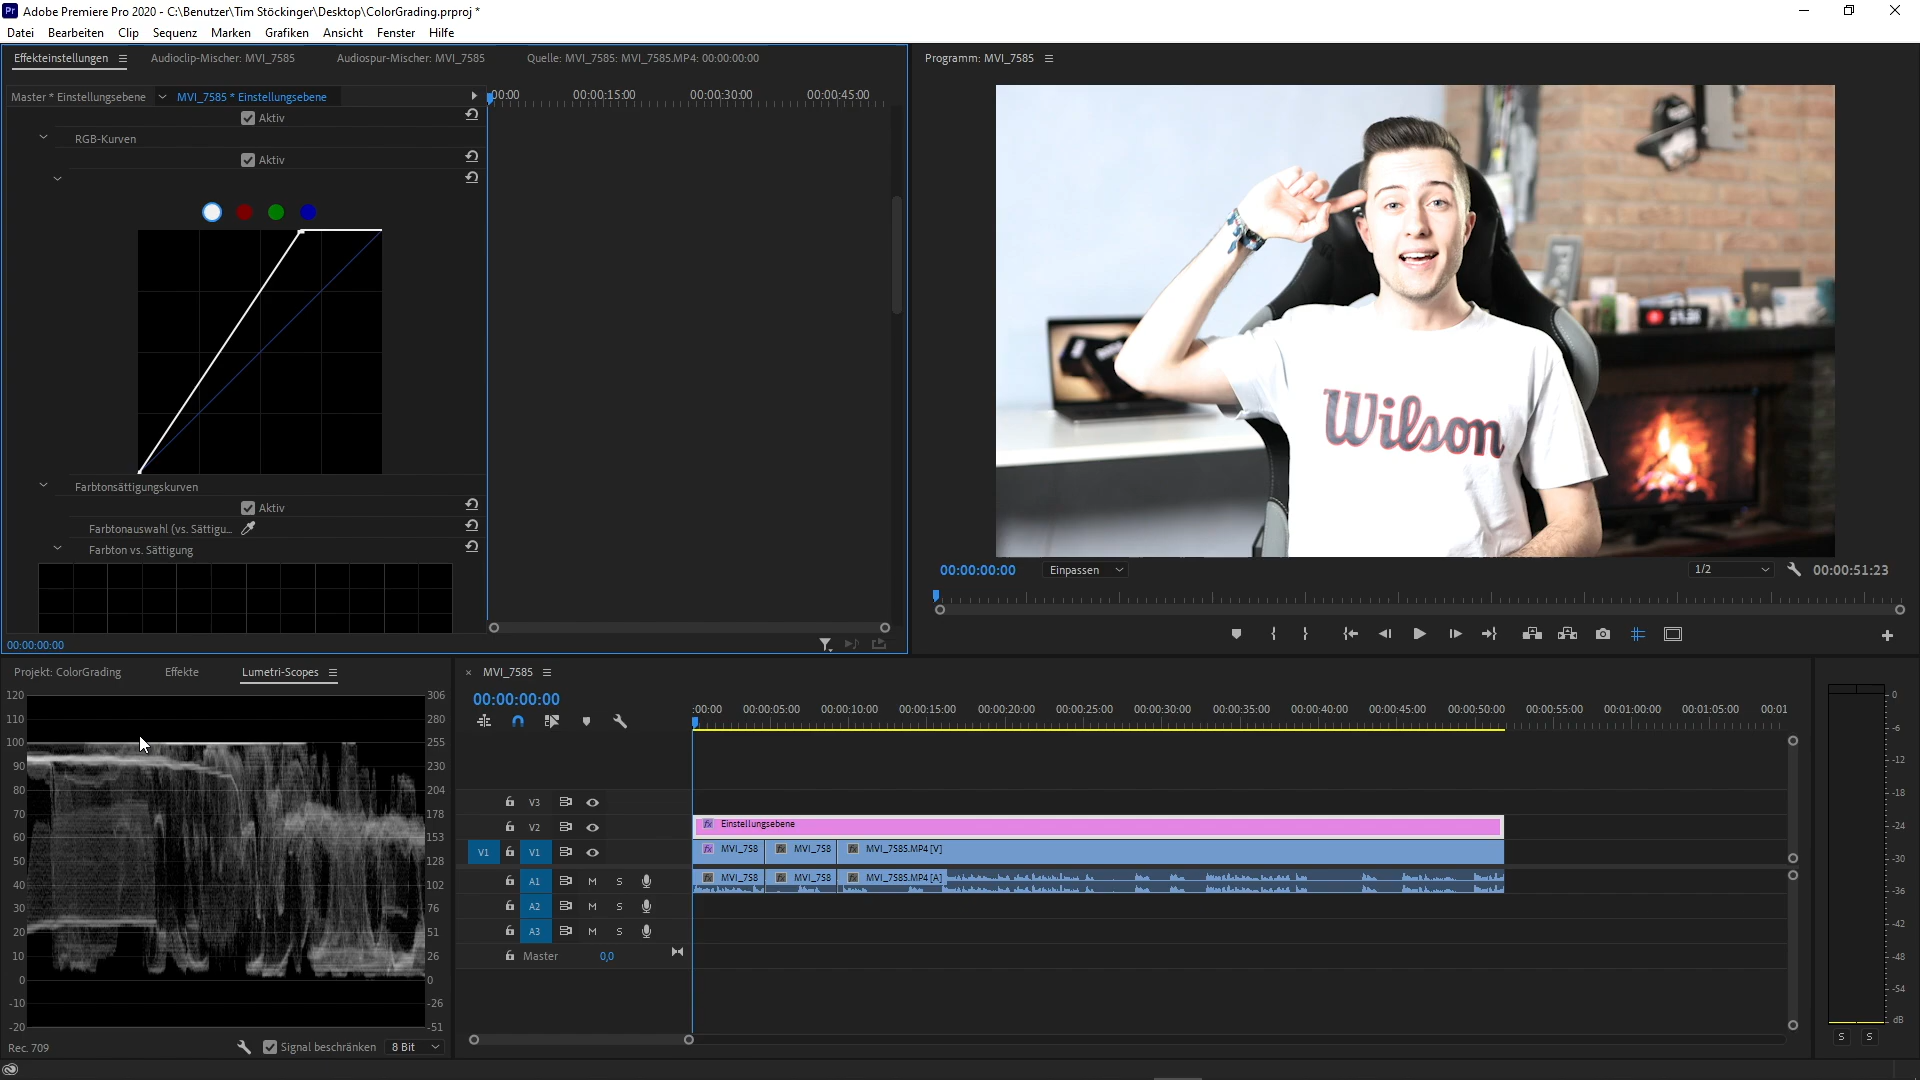 Adobe Premiere Pro 2020 - C:\Benutzer\Tim Stöckinger\Desktop\ColorGrading.prproj *
Datei Bearbeiten Clip Sequenz Marken Grafiken Ansicht Fenster Hilfe
Effekteinstellungen Audioclip-Mischer: MVI_7585 Audiospur-Mischer: MVI_7585 Quelle: MVI_7585: MVI_7585.MP4: 00:00:00:00
Programm: MVI_7585
Master * Einstellungsebene MVI_7585 * Einstellungsebene
:00:00 00:00:15:00 00:00:30:00 00:00:45:00
Aktiv
RGB-Kurven
Aktiv
Farbtonsättigungskurven
Aktiv
Farbtonauswahl (vs. Sättigu...
Farbton vs. Sättigung
00:00:00:00
Wilson
00:00:00:00 Einpassen 1/2 00:00:51:23
Projekt: ColorGrading Effekte Lumetri-Scopes
120 306
110 280
100 255
90 230
80 204
70 178
60 153
50 128
40 102
30 76
20 51
10 26
0 0
-10 -26
-20 -51
Rec. 709 Signal beschränken 8 Bit
× MVI_7585
00:00:00:00
:00:00 00:00:05:00 00:00:10:00 00:00:15:00 00:00:20:00 00:00:25:00 00:00:30:00 00:00:35:00 00:00:40:00 00:00:45:00 00:00:50:00 00:00:55:00 00:01:00:00 00:01:05:00 00:01
V3
V2 fx Einstellungsebene
V1 V1 fx MVI_758 fx MVI_758 fx MVI_7585.MP4 [V]
A1 M S fx MVI_758 fx MVI_758 fx MVI_7585.MP4 [A]
A2 M S
A3 M S
Master 0,0
0
-6
-12
-18
-24
-30
-36
-42
-48
-54
dB
S S